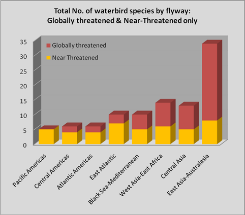 Total No. of waterbird species by flyway:
Globally threatened & Near-Threatened only
35
30
25
20
15
10
5
0
Globally threatened
Near Threatened
Pacific Americas
Central Americas
Atlantic Americas
East Atlantic
Black Sea-Mediterranean
West Asia-East Africa
Central Asia
East Asia-Australasia